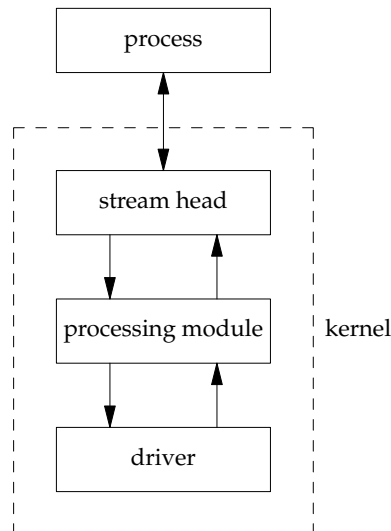 process
stream head
processing module
kernel
driver